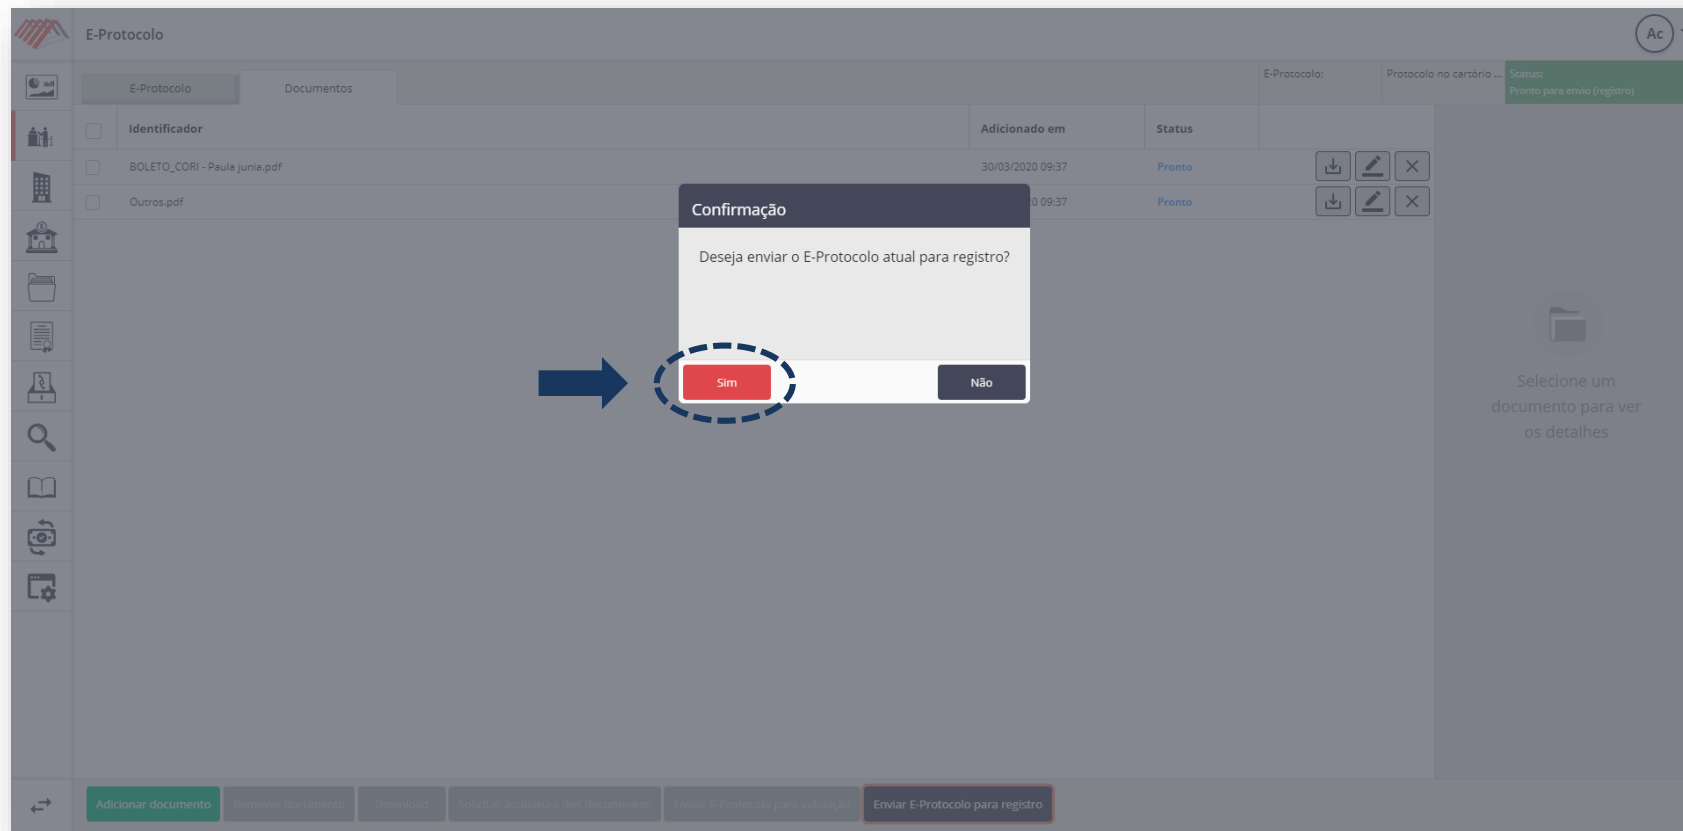 E-Protocolo
Ac
E-Protocolo
Documentos
E-Protocolo:
Protocolo no cartório ...
Status:
Pronto para envio (registro)
Identificador
Adicionado em
Status
BOLETO_CORI - Paula junia.pdf
30/03/2020 09:37
Pronto
Outros.pdf
0 09:37
Pronto
Confirmação
Deseja enviar o E-Protocolo atual para registro?
Sim
Não
Selecione um
documento para ver
os detalhes
Adicionar documento
Remover documento
Download
Solicitar assinatura dos documentos
Enviar E-Protocolo para validação
Enviar E-Protocolo para registro